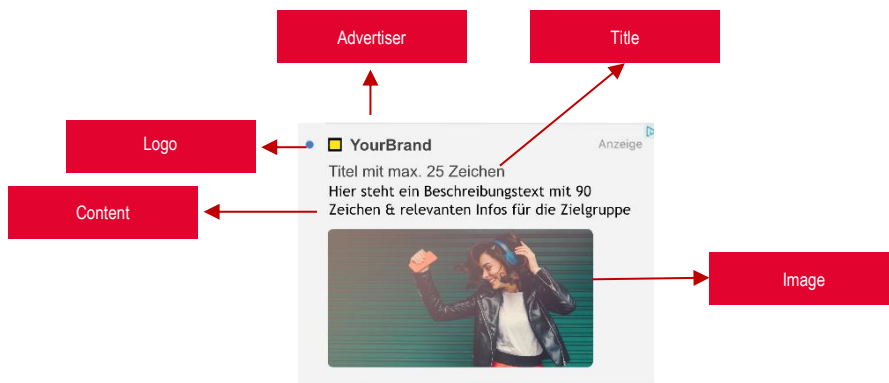 Advertiser
Title
Logo
YourBrand
Anzeige
Titel mit max. 25 Zeichen
Hier steht ein Beschreibungstext mit 90
Zeichen & relevanten Infos für die Zielgruppe
Content
Image